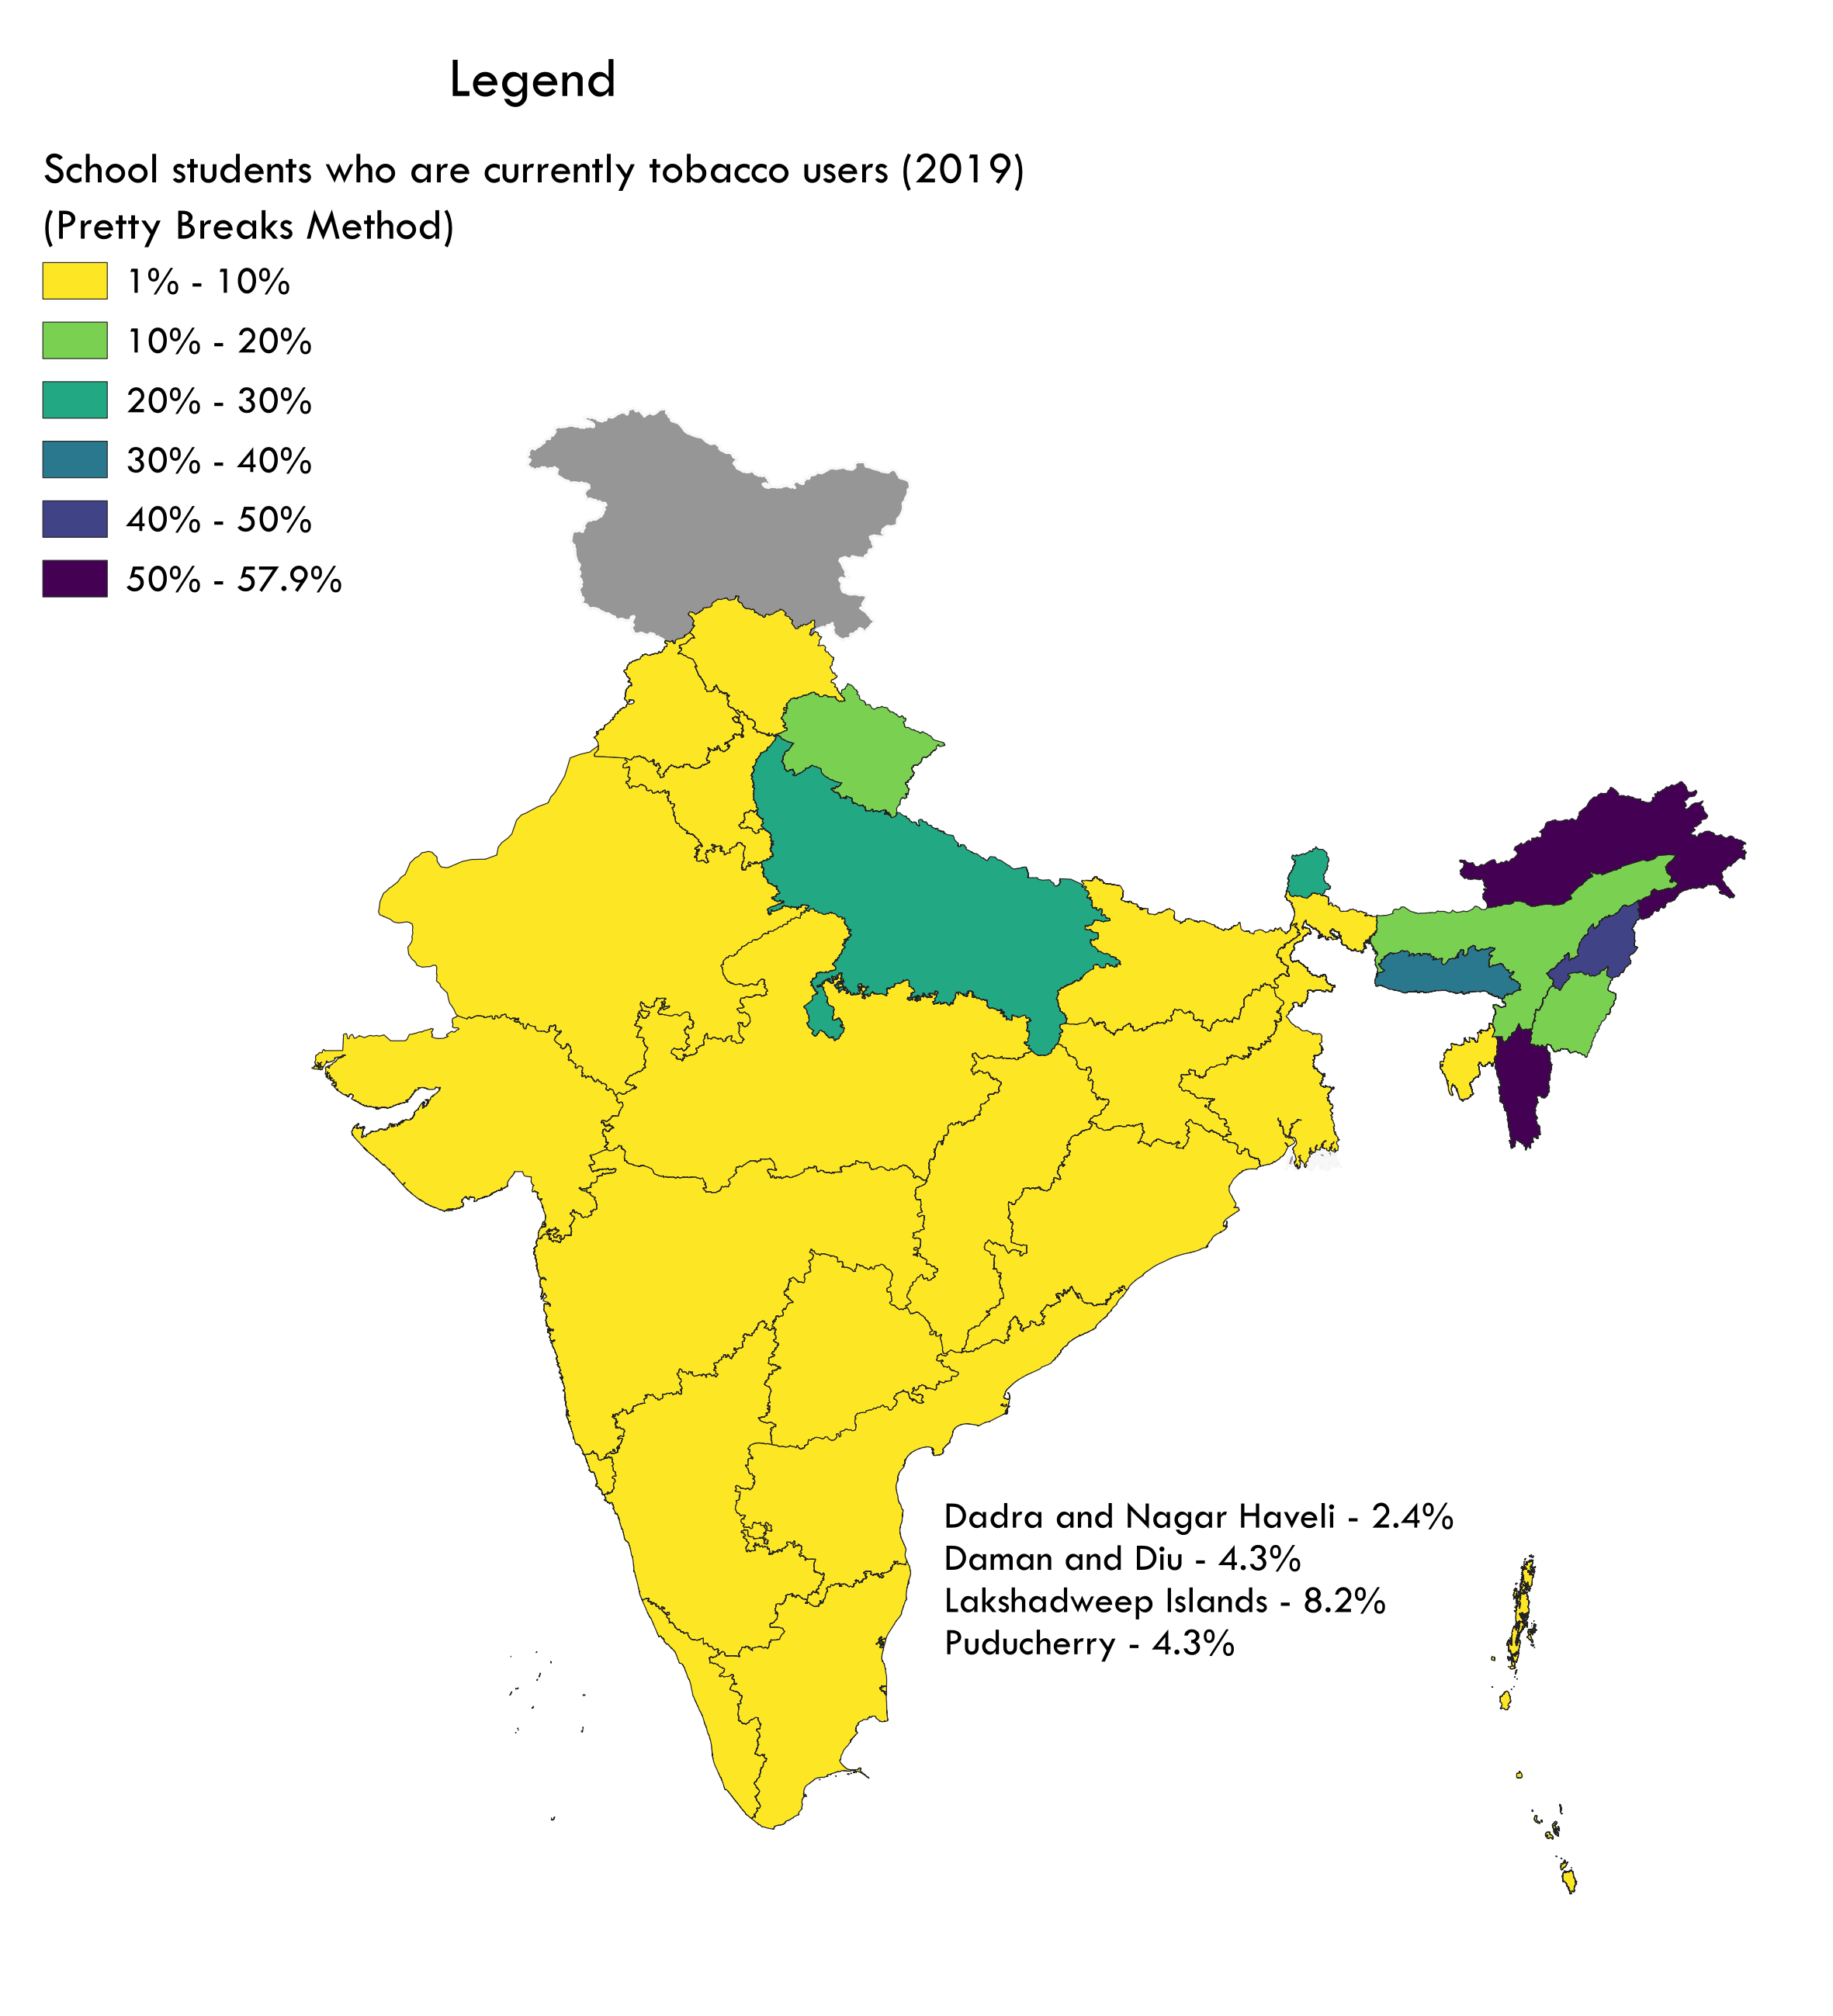 Legend
School students who are currently tobacco users (2019)
(Pretty Breaks Method)
1% - 10%
10% - 20%
20% - 30%
30% - 40%
40% - 50%
50% - 57.9%
Dadra and Nagar Haveli - 2.4%
Daman and Diu - 4.3%
Lakshadweep Islands - 8.2%
Puducherry - 4.3%